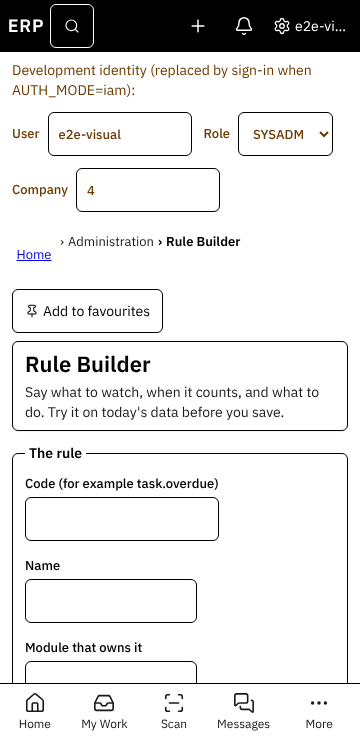 ERP
e2e-vi...
Development identity (replaced by sign-in when
AUTH_MODE=iam):
User e2e-visual Role SYSADM
Company 4
Home › Administration › Rule Builder
Add to favourites
Rule Builder
Say what to watch, when it counts, and what to
do. Try it on today's data before you save.
The rule
Code (for example task.overdue)
Name
Module that owns it
Home My Work Scan Messages More